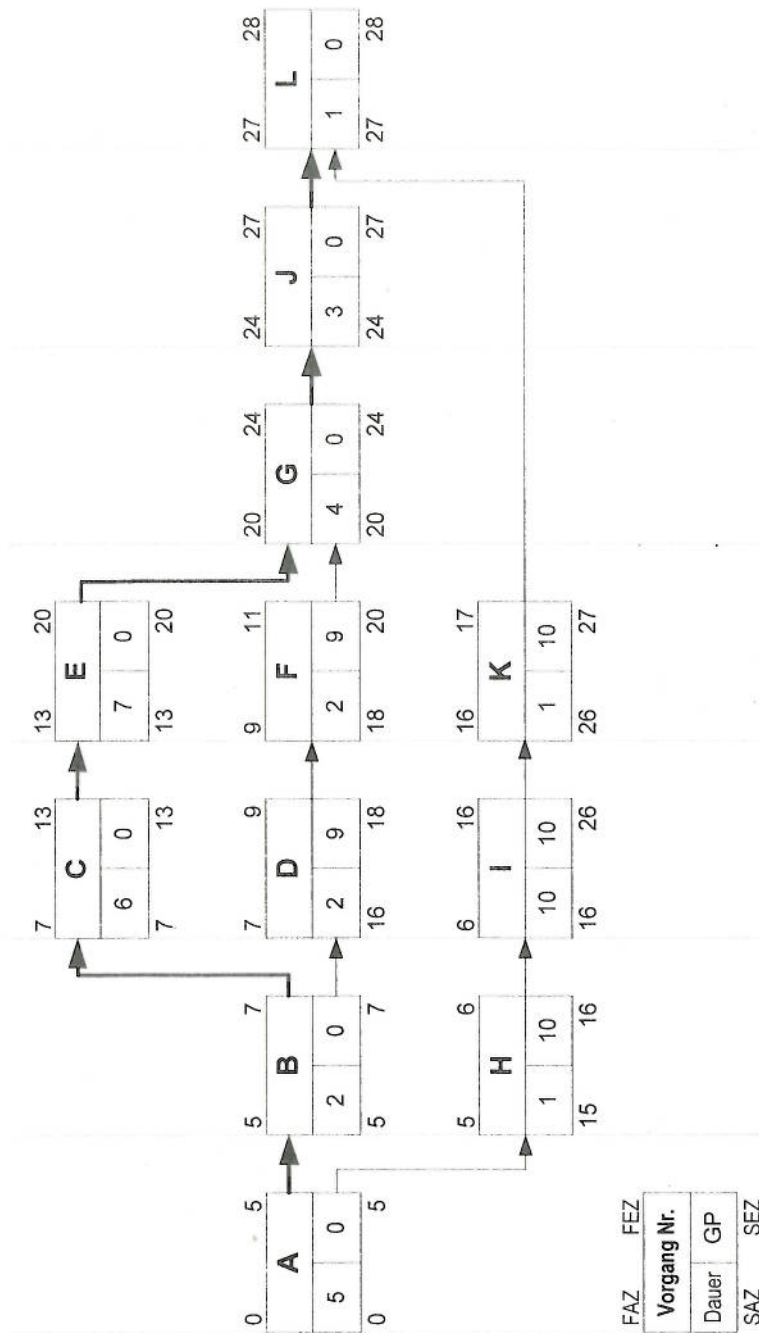 7 13 13 20
C E
6 0 7 0
7 13 13 20
0 5 5 7 7 9 9 11 20 24 24 27 27 28
A B D F G J L
5 0 2 0 2 9 2 9 4 0 3 0 1 0
0 5 5 7 16 18 18 20 20 24 24 27 27 28
5 6 6 16 16 17
H I K
1 10 10 10 1 10
15 16 16 26 26 27
FAZ FEZ
Vorgang Nr.
Dauer GP
SAZ SEZ